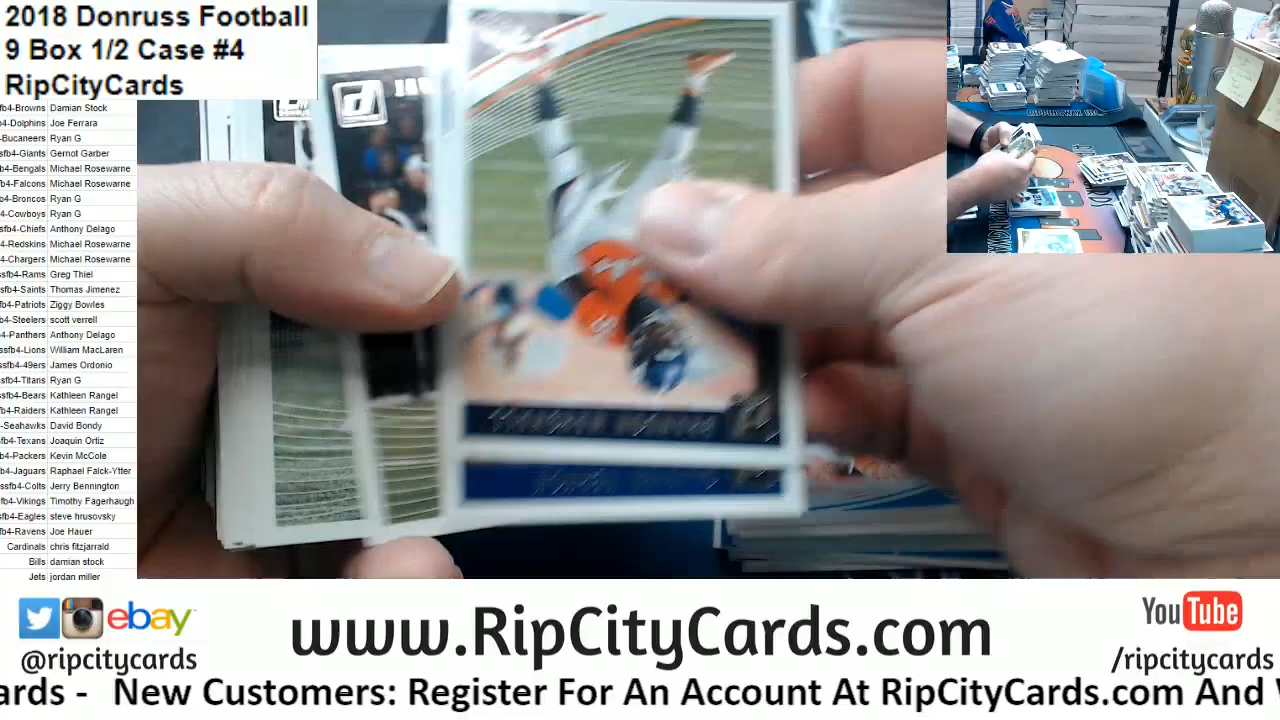 2018 Donruss Football
9 Box 1/2 Case #4
RipCityCards
fb4-Browns Damian Stock
fb4-Dolphins Joe Ferrara
-Bucaneers Ryan G
ssfb4-Giants Gernot Garber
fb4-Bengals Michael Rosewarne
fb4-Falcons Michael Rosewarne
fb4-Broncos Ryan G
b4-Cowboys Ryan G
sfb4-Chiefs Anthony Delago
4-Redskins Michael Rosewarne
b4-Chargers Michael Rosewarne
ssfb4-Rams Greg Thiel
sfb4-Saints Thomas Jimenez
fb4-Patriots Ziggy Bowles
fb4-Steelers scott verrell
b4-Panthers Anthony Delago
ssfb4-Lions William MacLaren
ssfb4-49ers James Ordonio
ssfb4-Titans Ryan G
ssfb4-Bears Kathleen Rangel
fb4-Raiders Kathleen Rangel
-Seahawks David Bondy
sfb4-Texans Joaquin Ortiz
b4-Packers Kevin McCole
b4-Jaguars Raphael Falck-Ytter
ssfb4-Colts Jerry Bennington
fb4-Vikings Timothy Fagerhaugh
sfb4-Eagles steve hrusovsky
fb4-Ravens Joe Hauer
Cardinals chris fitzjarrald
Bills damian stock
Jets jordan miller
ebay
@ripcitycards
www.RipCityCards.com
YouTube
/ripcitycards
ards - New Customers: Register For An Account At RipCityCards.com And